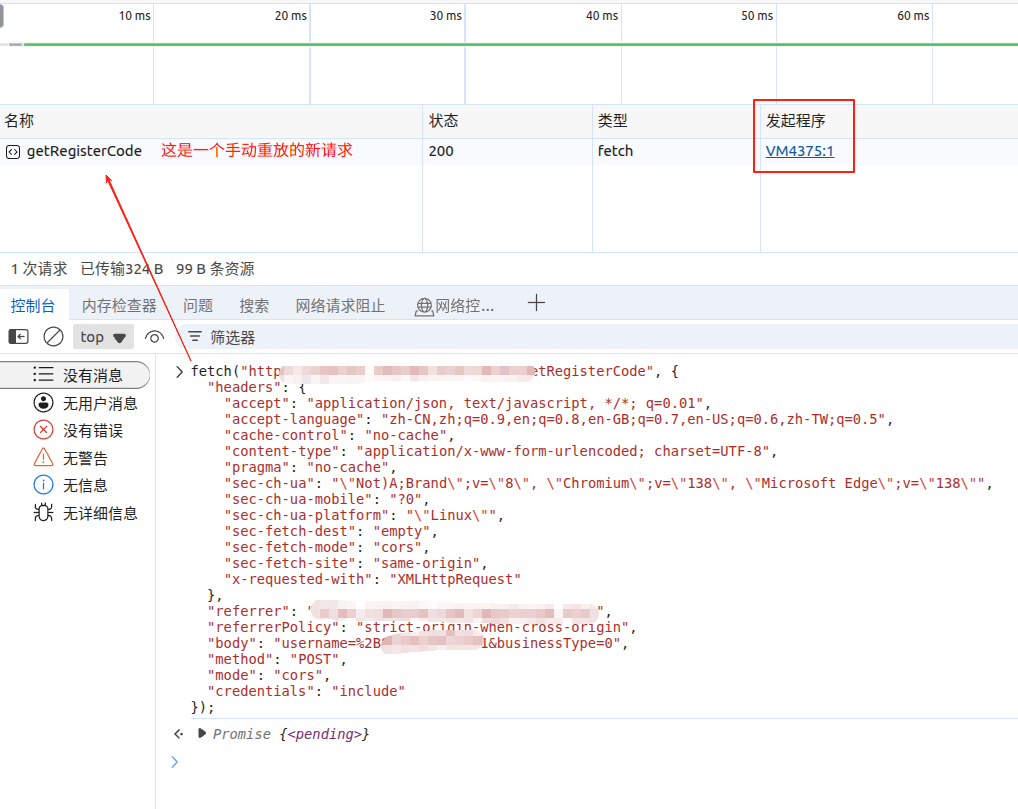 10 ms 20 ms 30 ms 40 ms 50 ms 60 ms
名称 状态 类型 发起程序
getRegisterCode 这是一个手动重放的新请求 200 fetch VM4375:1
1 次请求 已传输324 B 99 B 条资源
控制台 内存检查器 问题 搜索 网络请求阻止 网络控...
top 筛选器
没有消息
无用户消息
没有错误
无警告
无信息
无详细信息
fetch("http etRegisterCode", {
"headers": {
"accept": "application/json, text/javascript, */*; q=0.01",
"accept-language": "zh-CN,zh;q=0.9,en;q=0.8,en-GB;q=0.7,en-US;q=0.6,zh-TW;q=0.5",
"cache-control": "no-cache",
"content-type": "application/x-www-form-urlencoded; charset=UTF-8",
"pragma": "no-cache",
"sec-ch-ua": "\"Not)A;Brand\";v=\"8\", \"Chromium\";v=\"138\", \"Microsoft Edge\";v=\"138\"",
"sec-ch-ua-mobile": "?0",
"sec-ch-ua-platform": "\"Linux\"",
"sec-fetch-dest": "empty",
"sec-fetch-mode": "cors",
"sec-fetch-site": "same-origin",
"x-requested-with": "XMLHttpRequest"
},
"referrer": "",
"referrerPolicy": "strict-origin-when-cross-origin",
"body": "username=%2B 1&businessType=0",
"method": "POST",
"mode": "cors",
"credentials": "include"
});
Promise {<pending>}